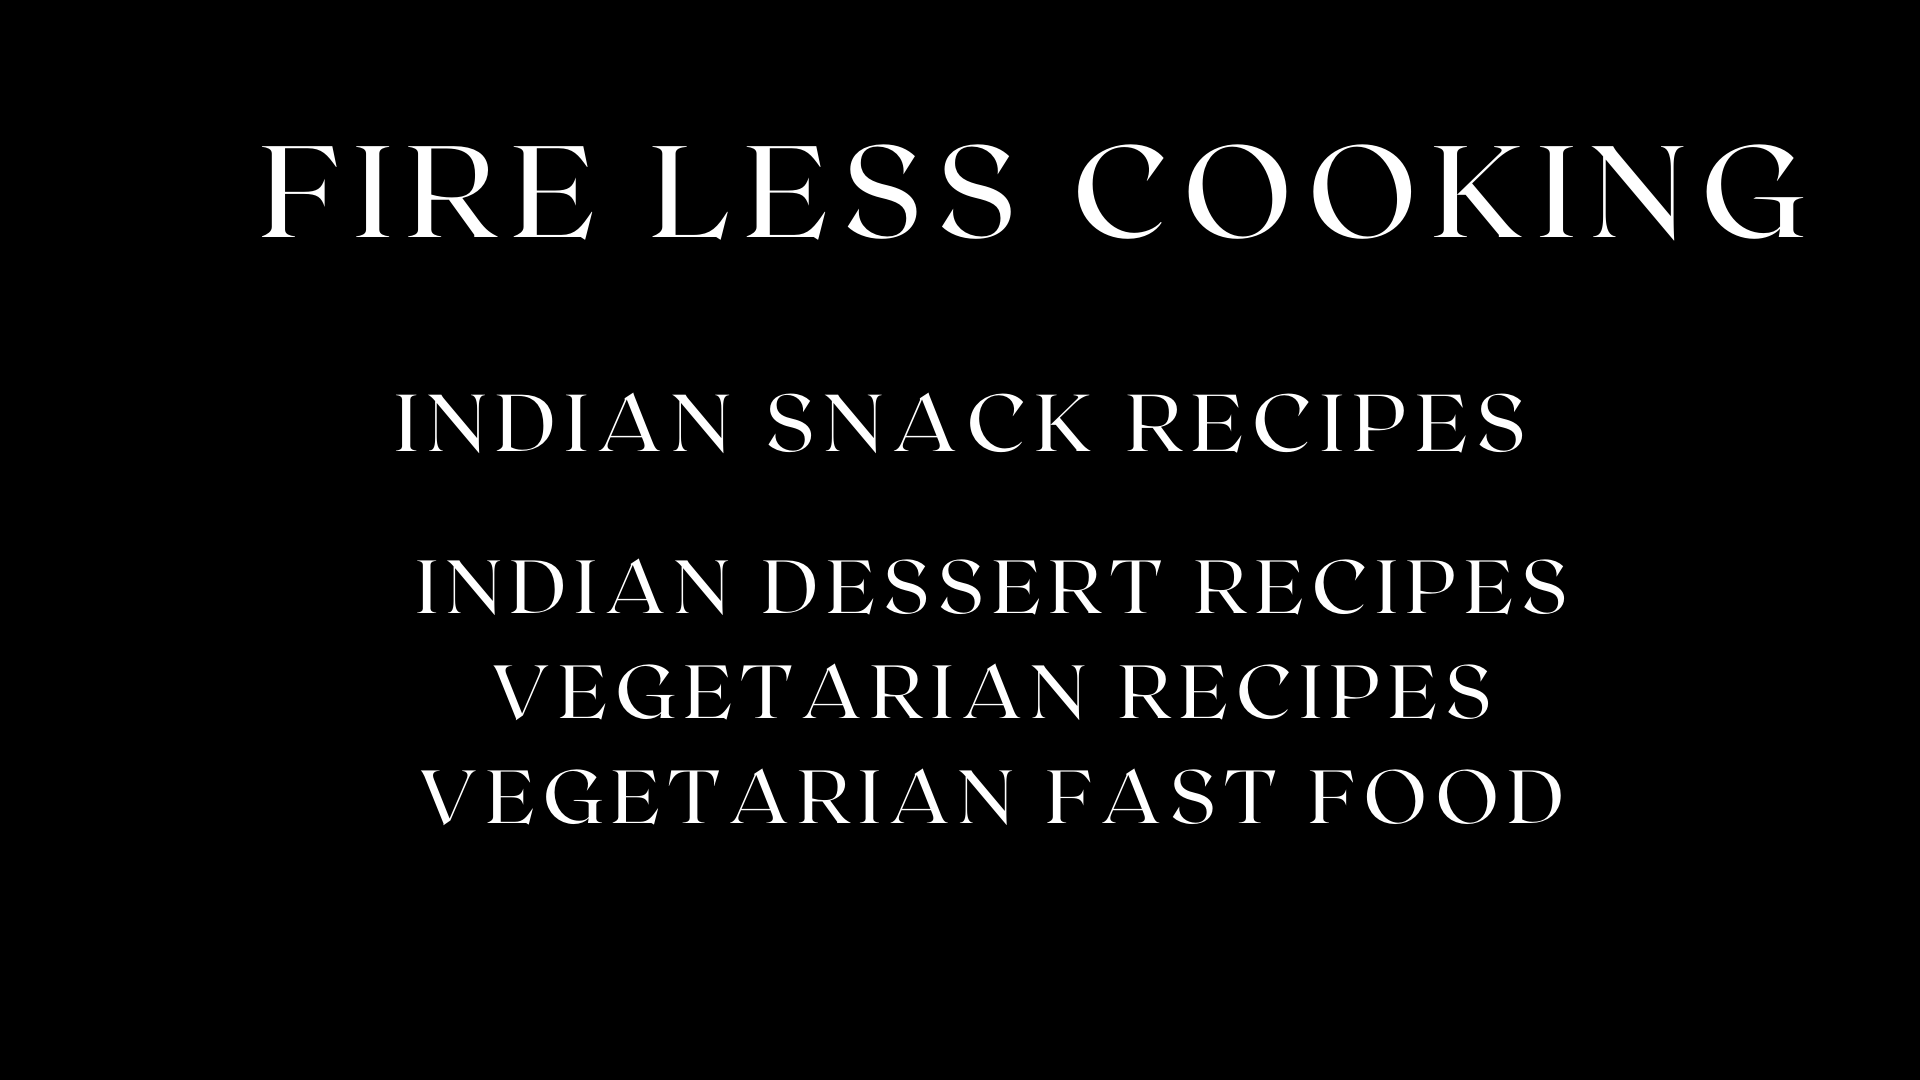 FIRE LESS COOKING
INDIAN SNACK RECIPES
INDIAN DESSERT RECIPES
VEGETARIAN RECIPES
VEGETARIAN FAST FOOD